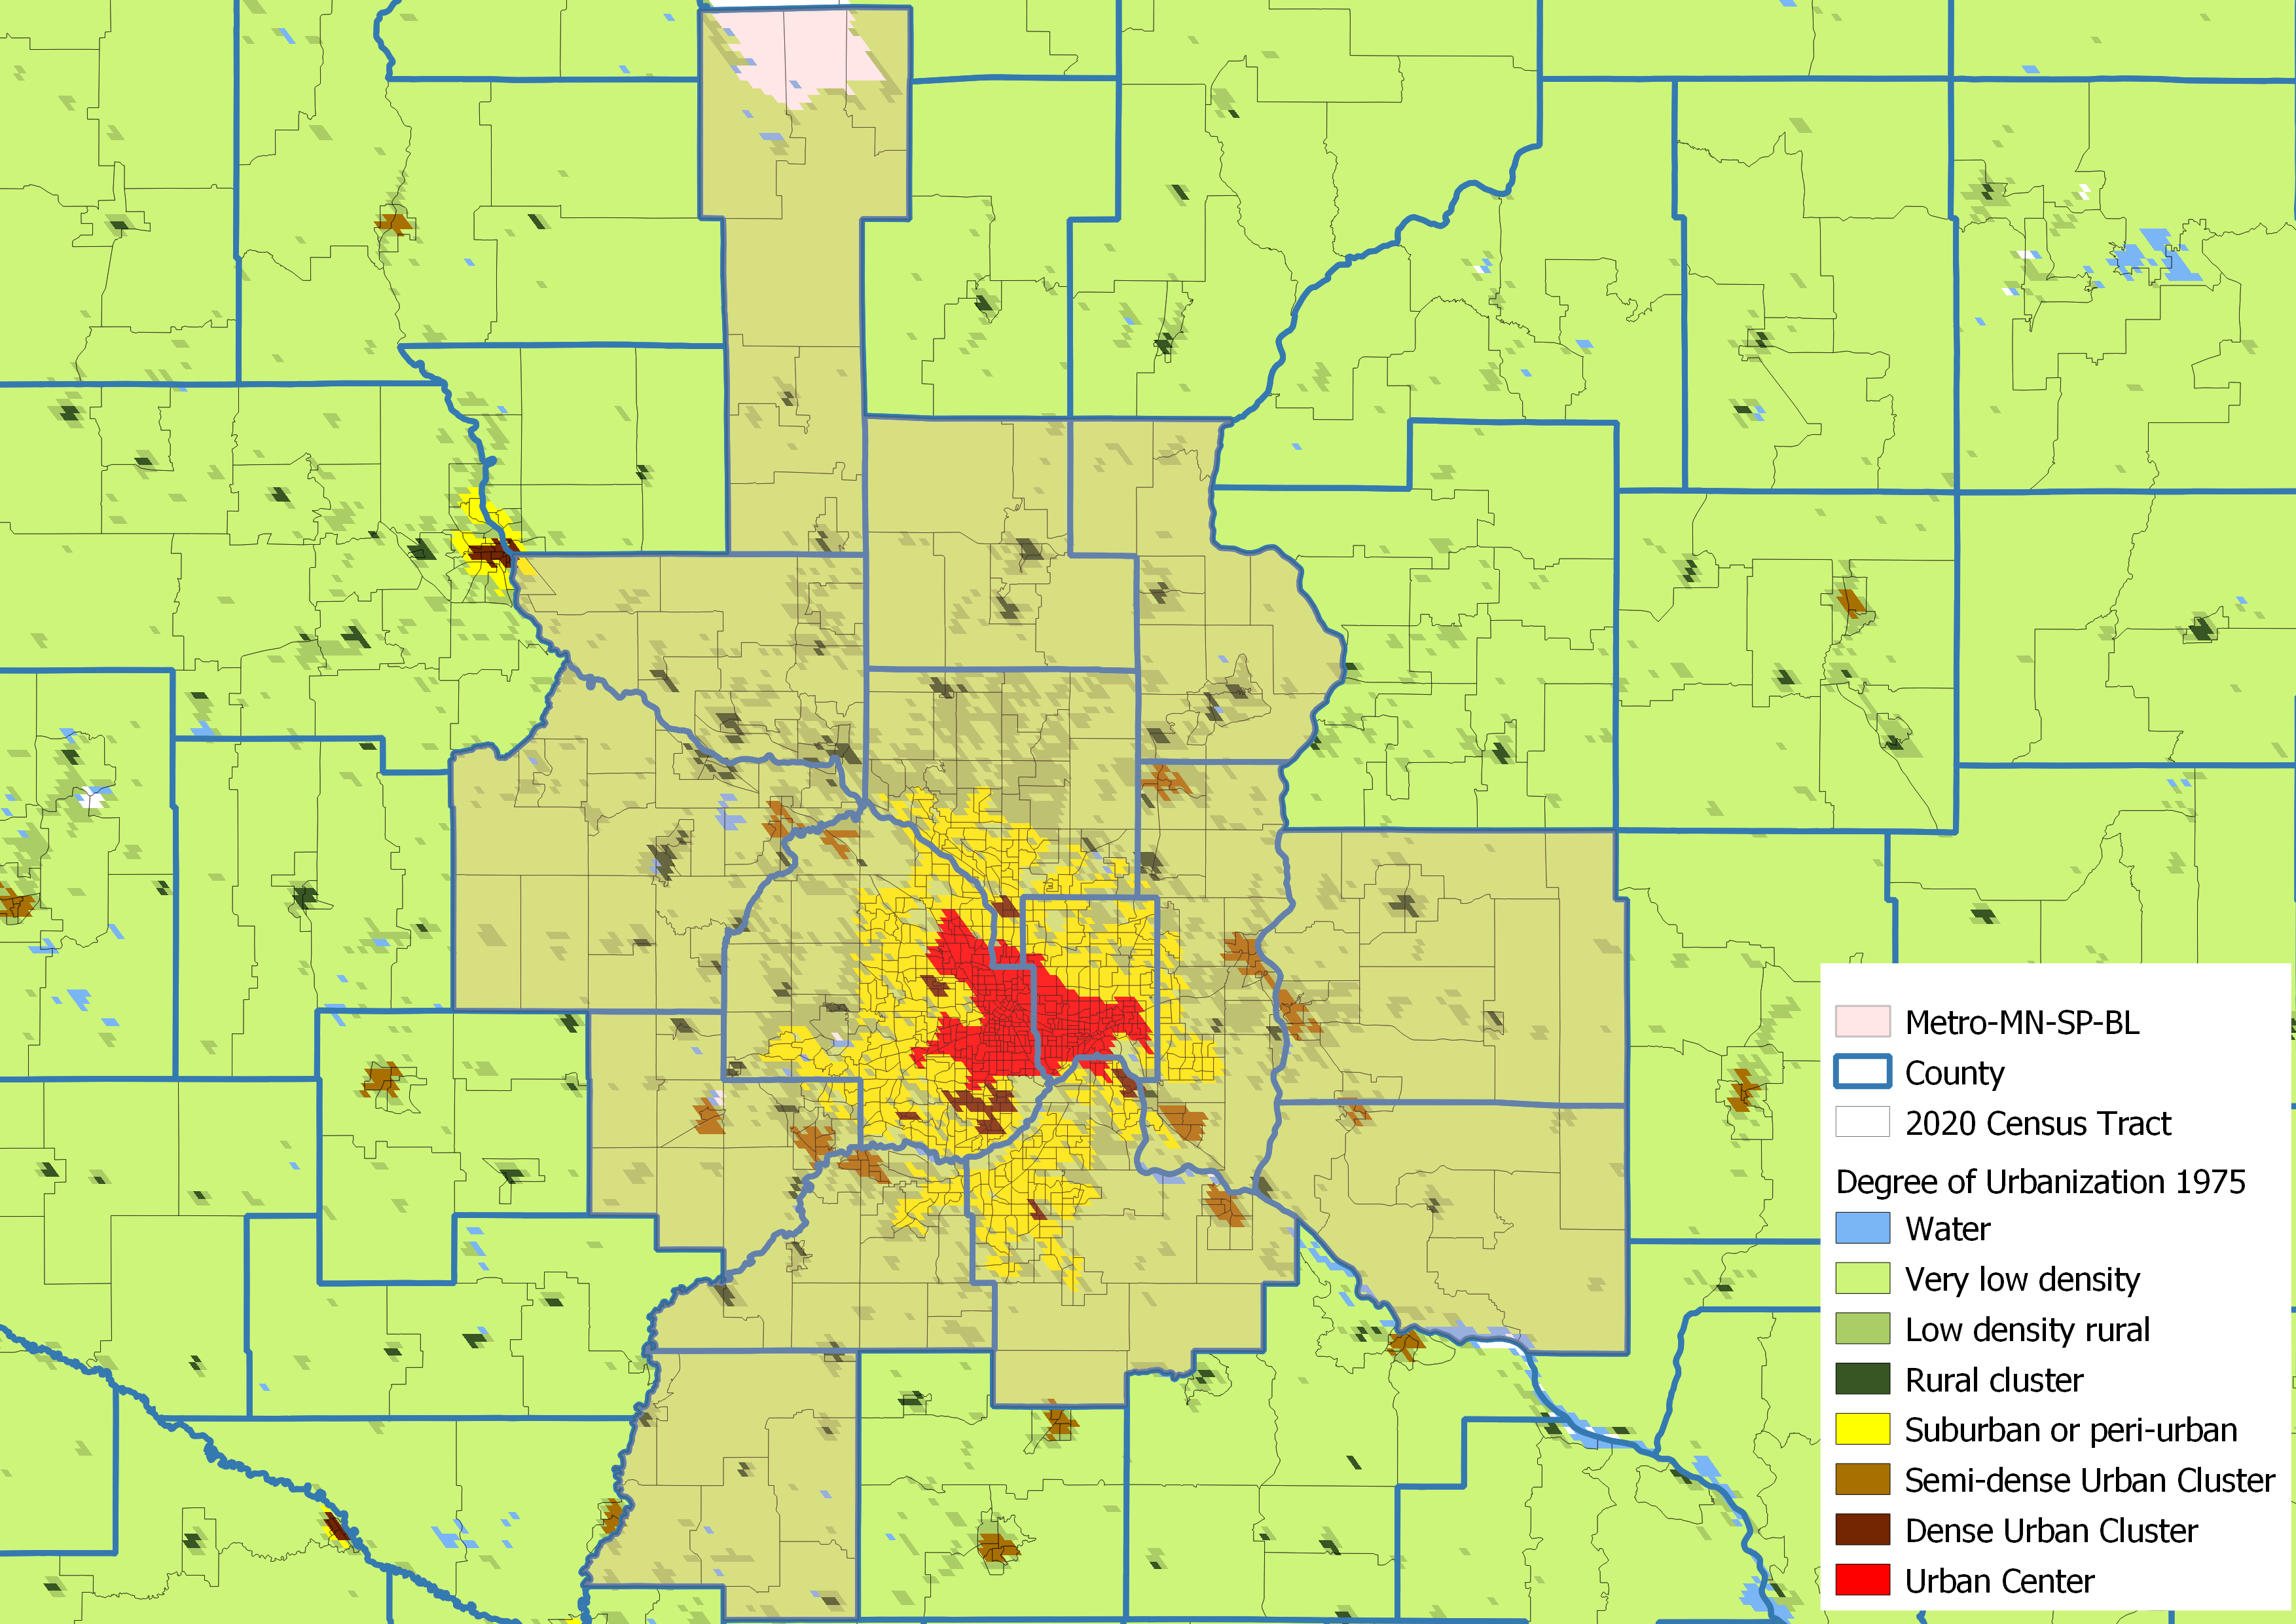 Metro-MN-SP-BL
County
2020 Census Tract
Degree of Urbanization 1975
Water
Very low density
Low density rural
Rural cluster
Suburban or peri-urban
Semi-dense Urban Cluster
Dense Urban Cluster
Urban Center